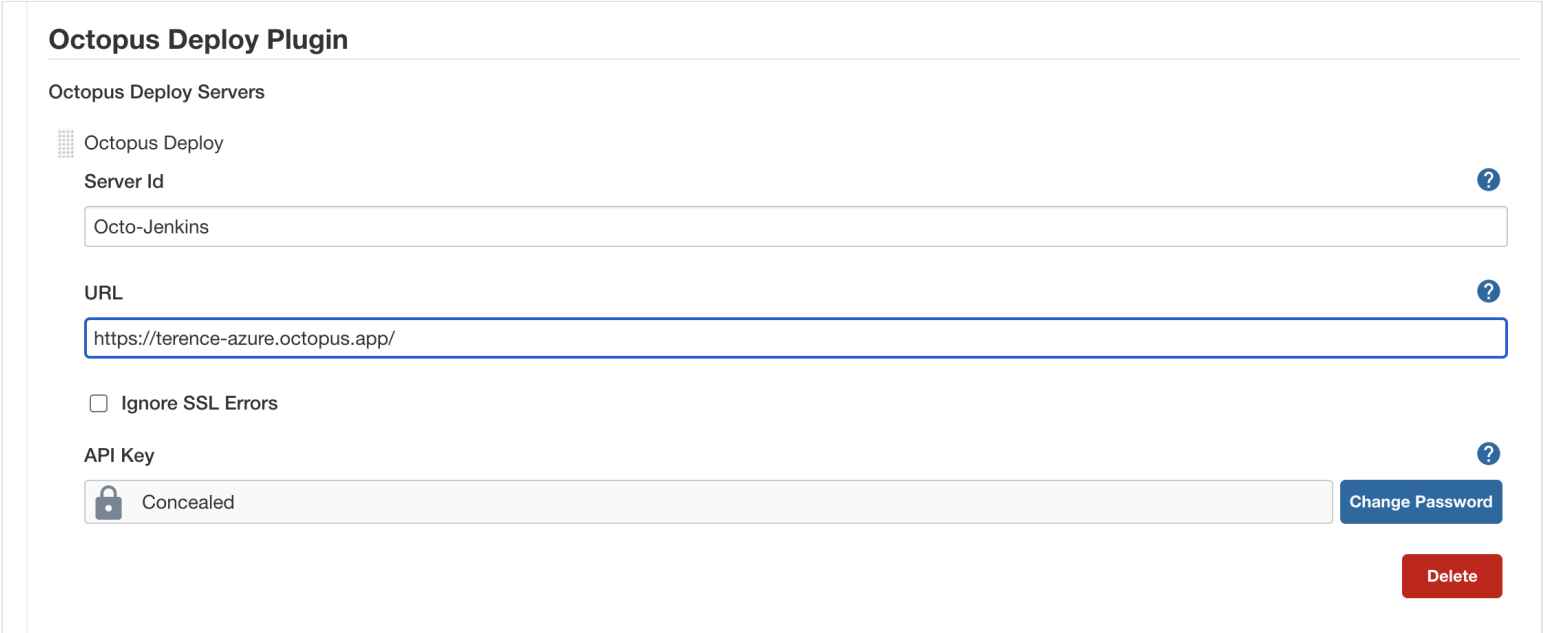 Octopus Deploy Plugin
Octopus Deploy Servers
Octopus Deploy
Server Id
?
Octo-Jenkins
URL
?
https://terence-azure.octopus.app/
Ignore SSL Errors
API Key
?
Concealed
Change Password
Delete